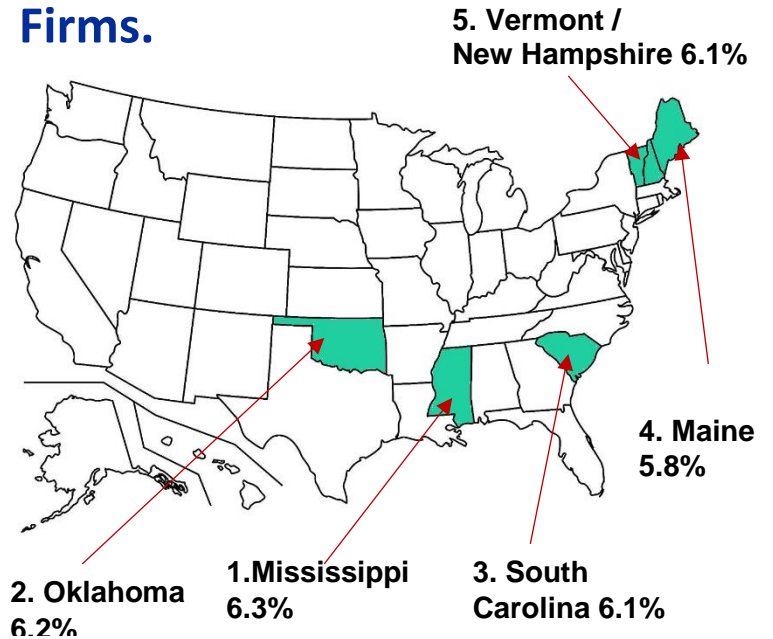 Firms.
5. Vermont /
New Hampshire 6.1%
4. Maine
5.8%
1.Mississippi
6.3%
3. South
Carolina 6.1%
2. Oklahoma
6.2%